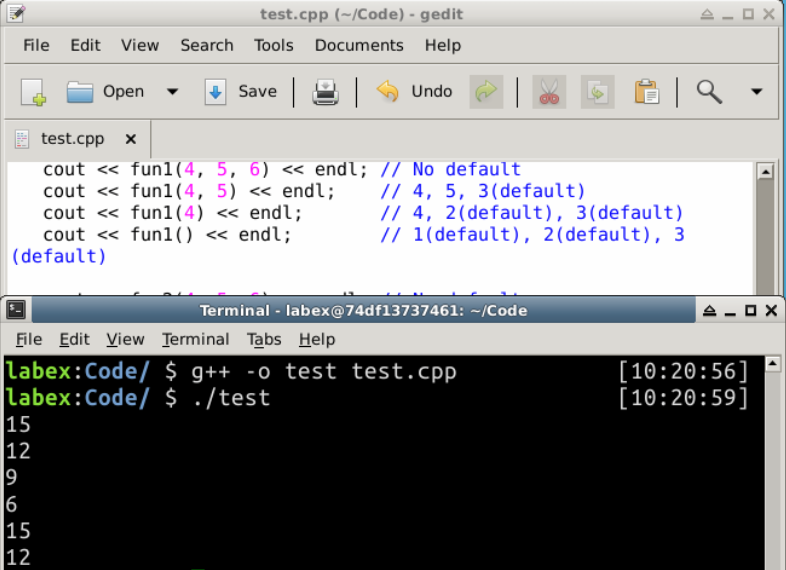 test.cpp (~/Code) - gedit
File Edit View Search Tools Documents Help
Open Save Undo
test.cpp x
cout << fun1(4, 5, 6) << endl; // No default
cout << fun1(4, 5) << endl;    // 4, 5, 3(default)
cout << fun1(4) << endl;       // 4, 2(default), 3(default)
cout << fun1() << endl;        // 1(default), 2(default), 3
(default)
Terminal - labex@74df13737461: ~/Code
File Edit View Terminal Tabs Help
labex:Code/ $ g++ -o test test.cpp [10:20:56]
labex:Code/ $ ./test [10:20:59]
15
12
9
6
15
12